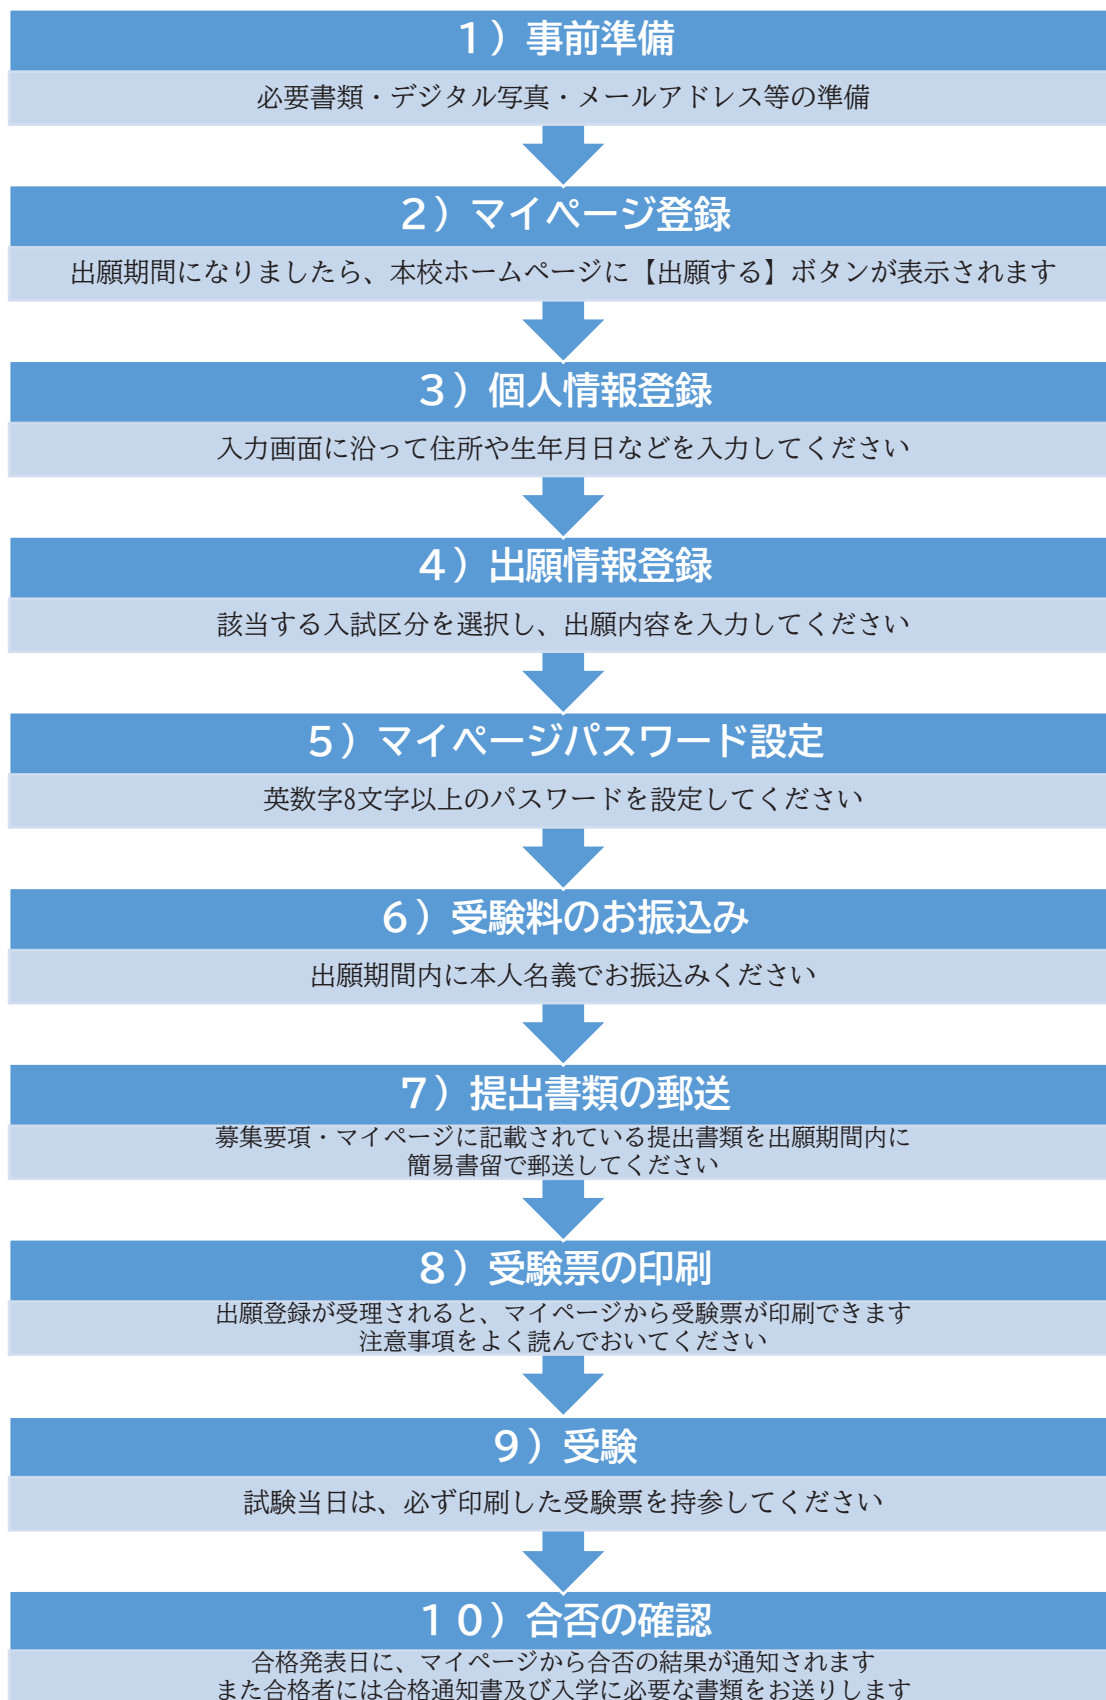 １）事前準備
必要書類・デジタル写真・メールアドレス等の準備
２）マイページ登録
出願期間になりましたら、本校ホームページに【出願する】ボタンが表示されます
３）個人情報登録
入力画面に沿って住所や生年月日などを入力してください
４）出願情報登録
該当する入試区分を選択し、出願内容を入力してください
５）マイページパスワード設定
英数字8文字以上のパスワードを設定してください
６）受験料のお振込み
出願期間内に本人名義でお振込みください
７）提出書類の郵送
募集要項・マイページに記載されている提出書類を出願期間内に
簡易書留で郵送してください
８）受験票の印刷
出願登録が受理されると、マイページから受験票が印刷できます
注意事項をよく読んでおいてください
９）受験
試験当日は、必ず印刷した受験票を持参してください
１０）合否の確認
合格発表日に、マイページから合否の結果が通知されます
また合格者には合格通知書及び入学に必要な書類をお送りします